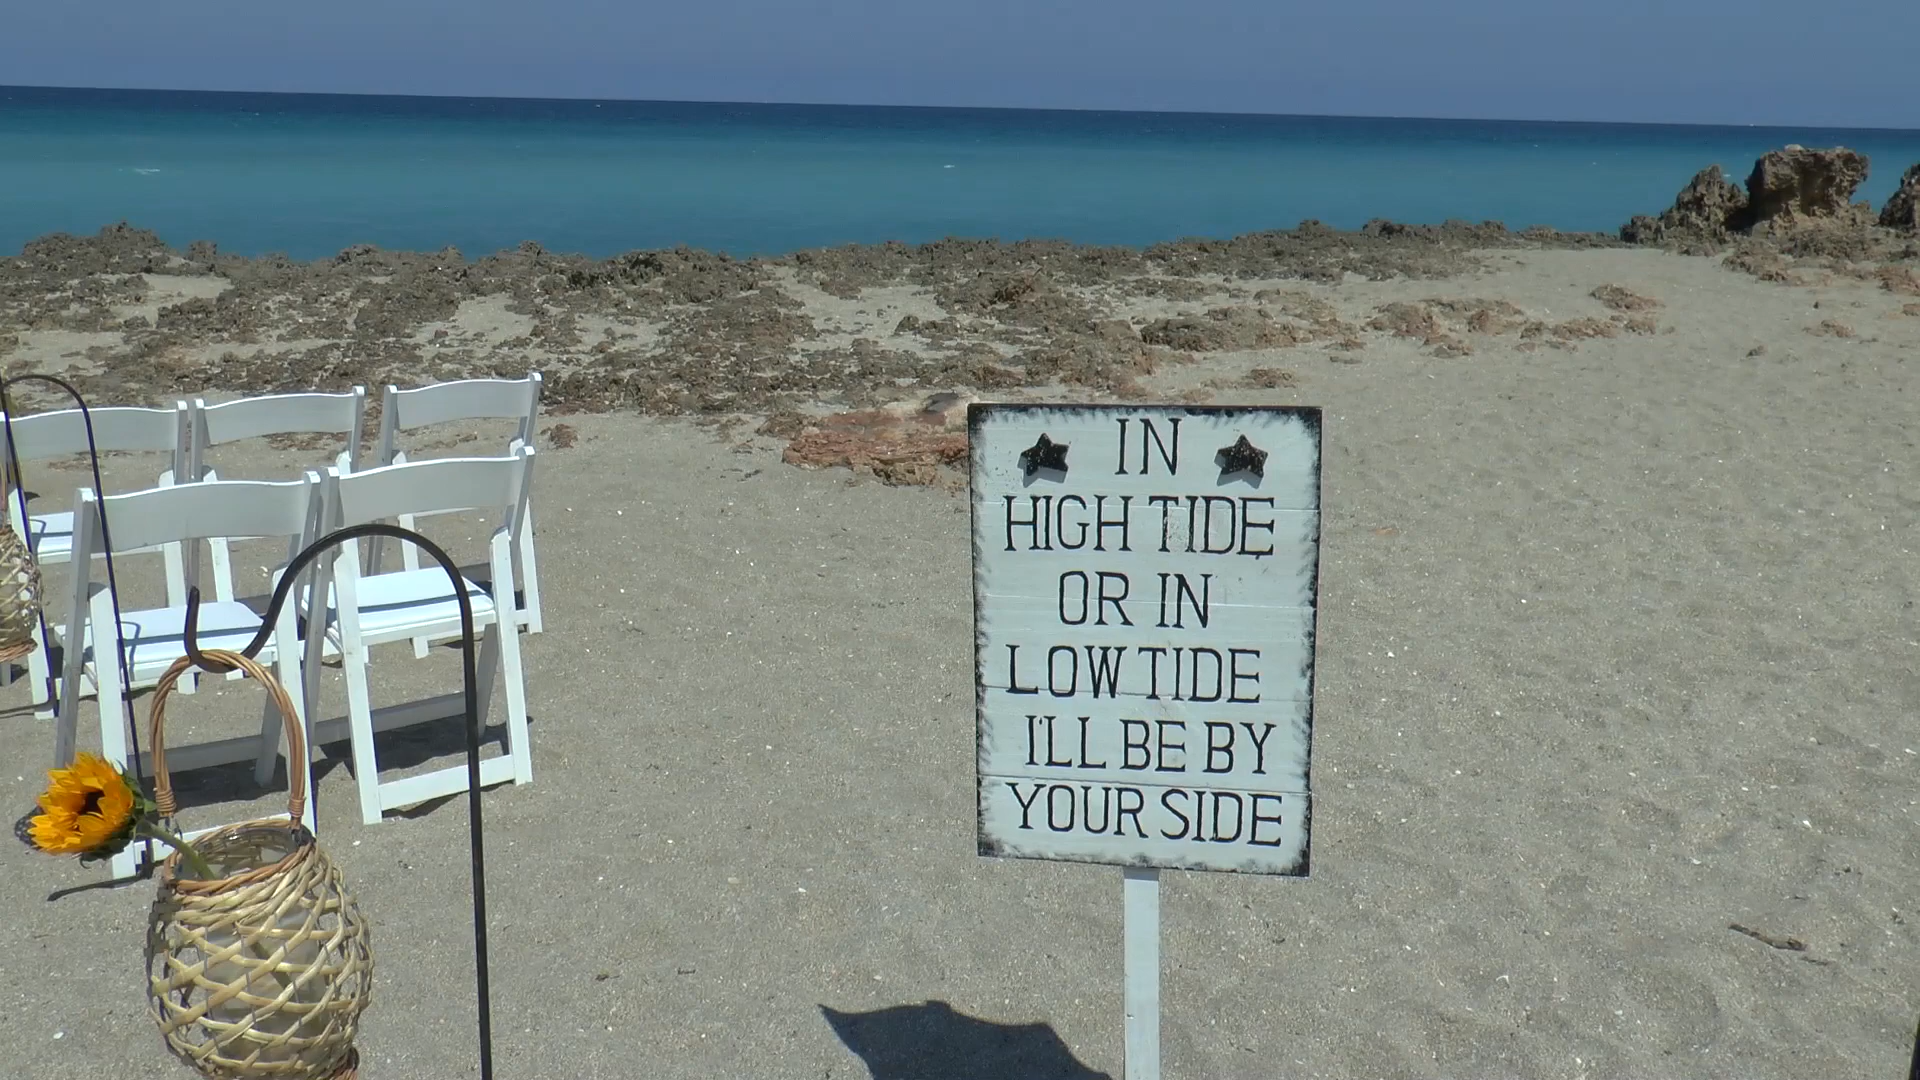 IN
HIGH TIDE
OR IN
LOW TIDE
I'LL BE BY
YOUR SIDE